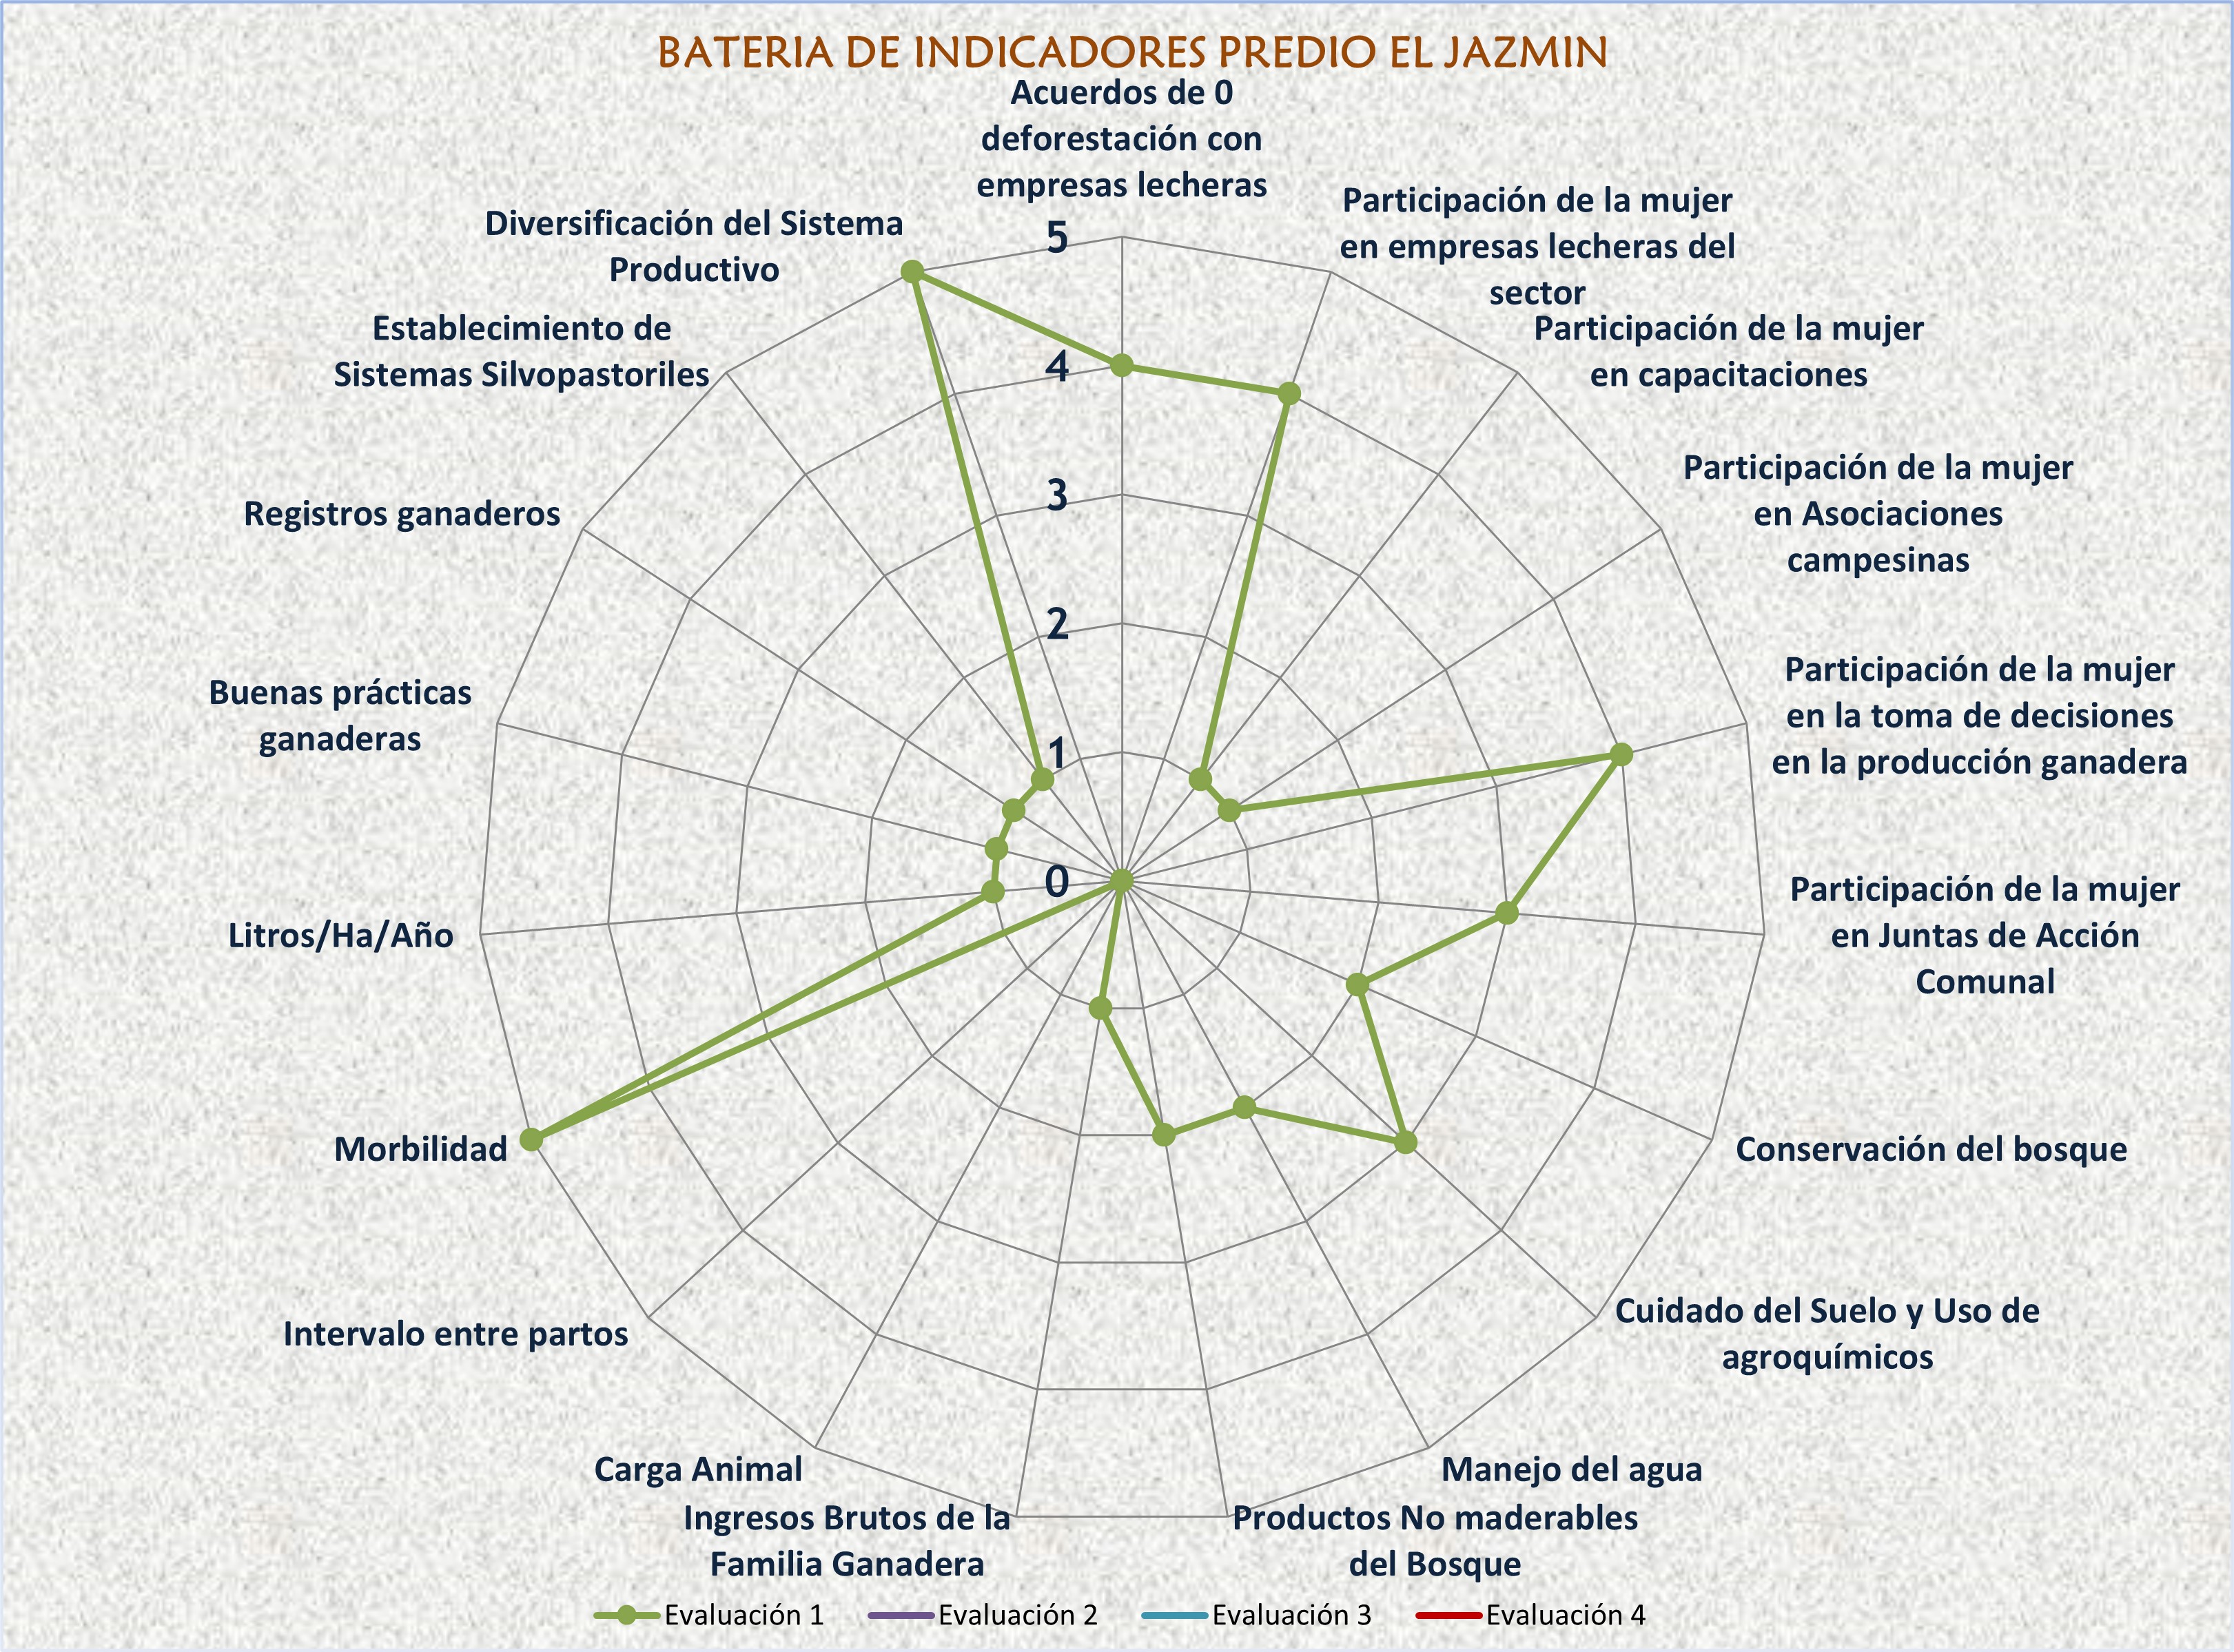 BATERIA DE INDICADORES PREDIO EL JAZMIN
Acuerdos de 0
deforestación con
empresas lecheras
Participación de la mujer
en empresas lecheras del
sector
Participación de la mujer
en capacitaciones
Participación de la mujer
en Asociaciones
campesinas
Participación de la mujer
en la toma de decisiones
en la producción ganadera
Participación de la mujer
en Juntas de Acción
Comunal
Conservación del bosque
Cuidado del Suelo y Uso de
agroquímicos
Manejo del agua
Productos No maderables
del Bosque
Ingresos Brutos de la
Familia Ganadera
Carga Animal
Intervalo entre partos
Morbilidad
Litros/Ha/Año
Buenas prácticas
ganaderas
Registros ganaderos
Establecimiento de
Sistemas Silvopastoriles
Diversificación del Sistema
Productivo
5
4
3
2
1
0
Evaluación 1
Evaluación 2
Evaluación 3
Evaluación 4